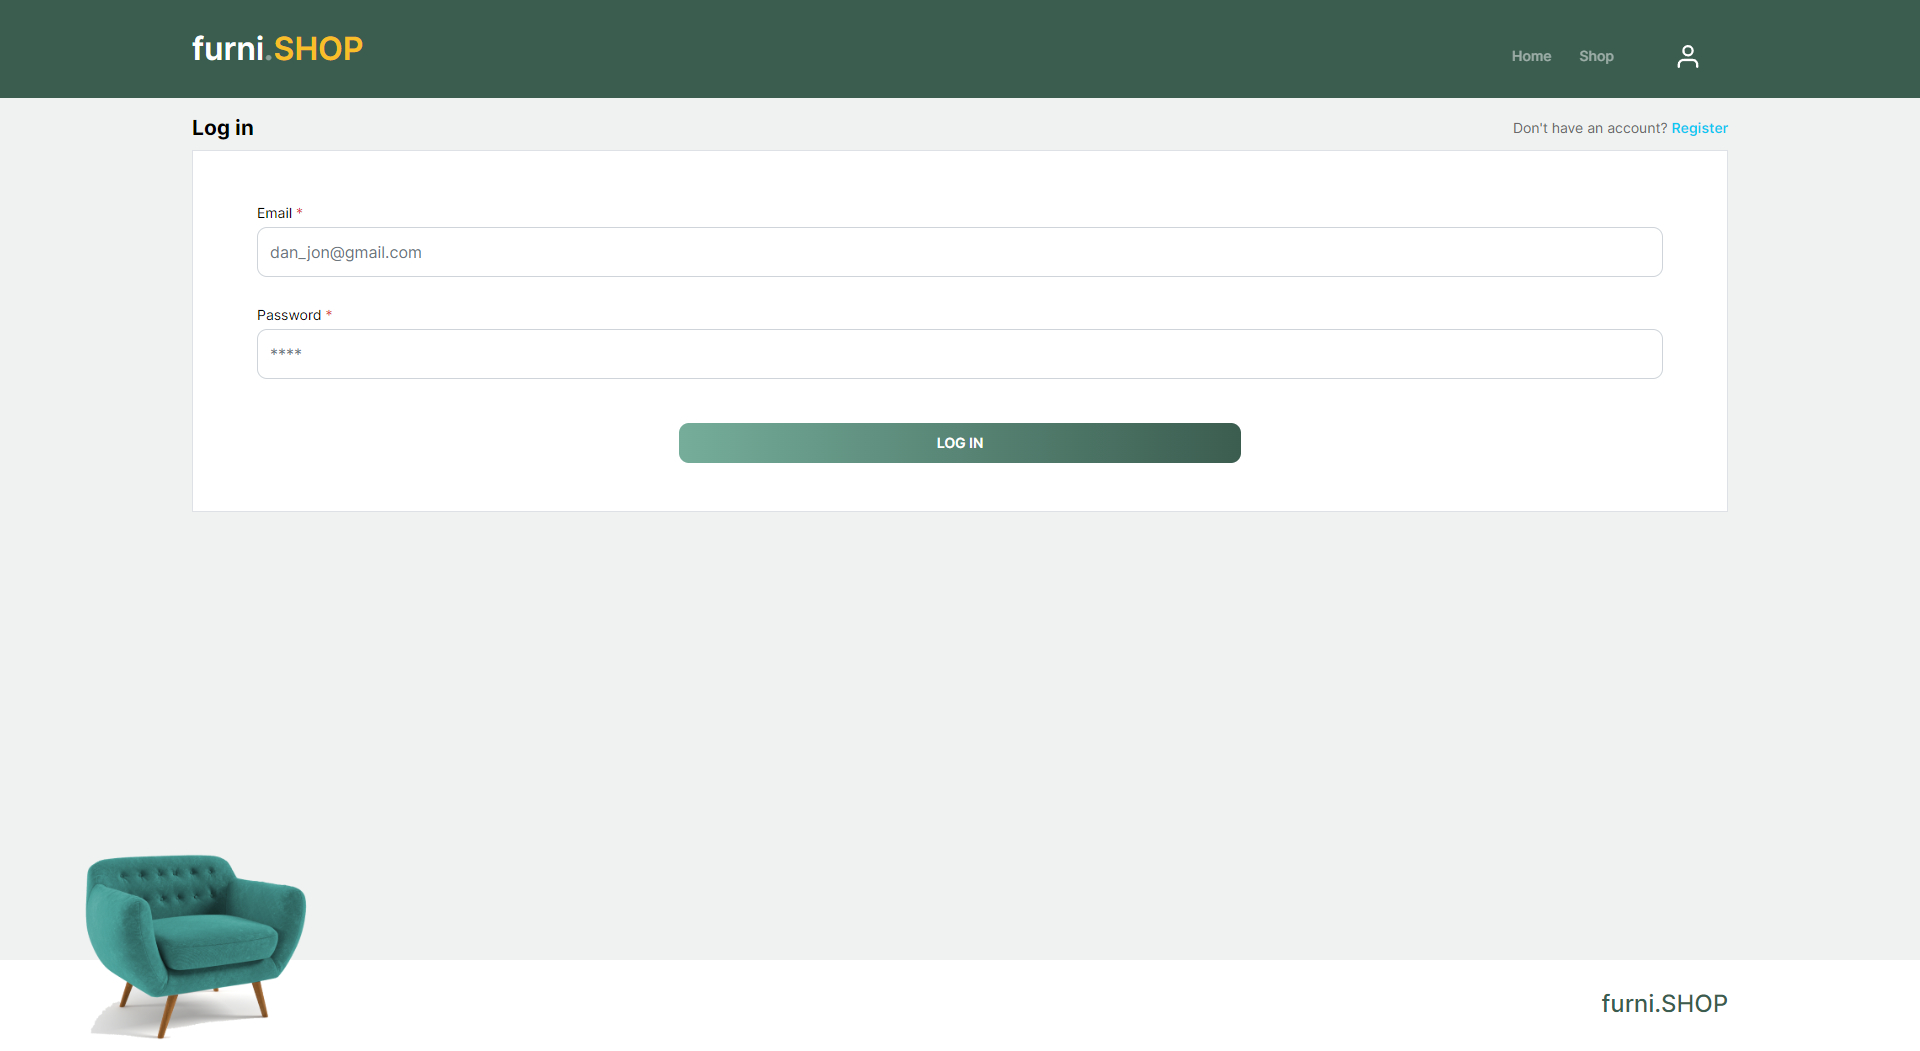 furni.SHOP
Home Shop
Log in
Don't have an account? Register
Email *
dan_jon@gmail.com
Password *
****
LOG IN
furni.SHOP